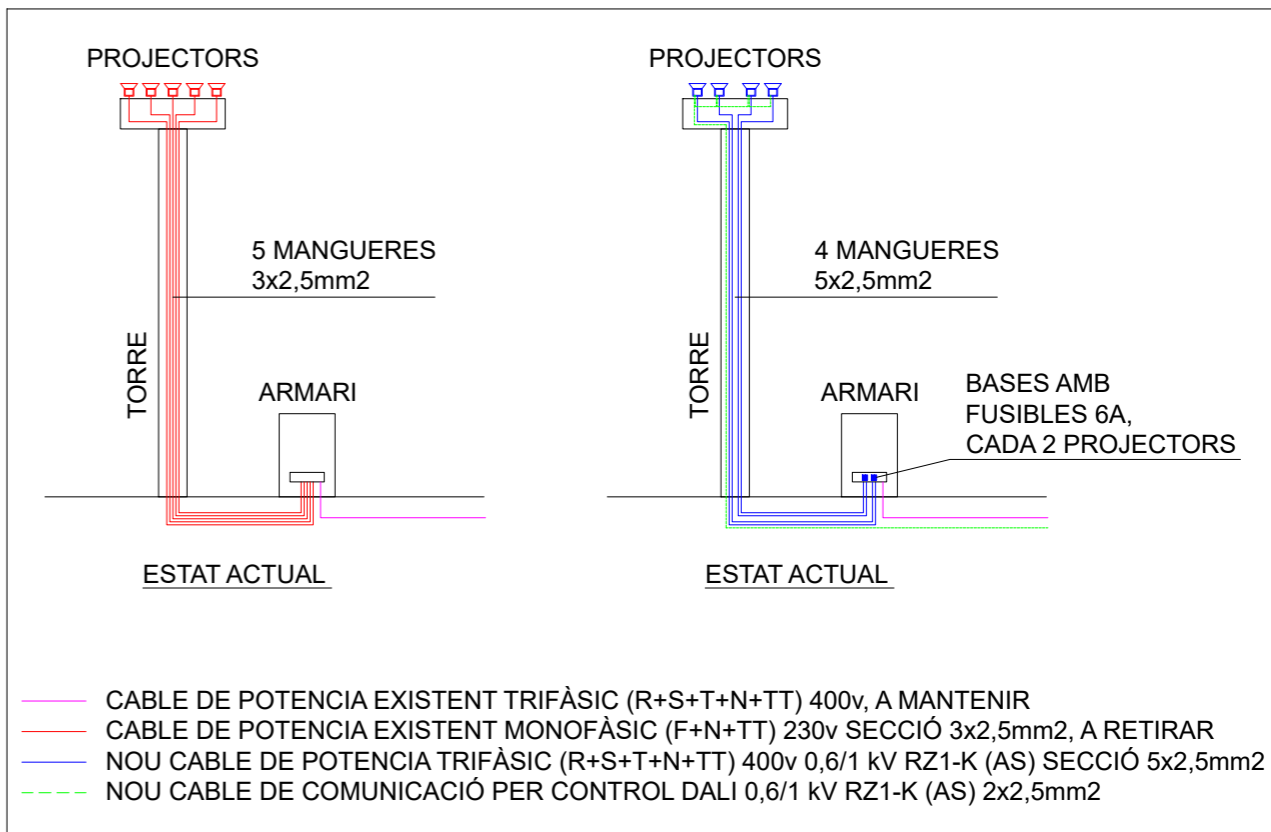 PROJECTORS
5 MANGUERES
3x2,5mm2
TORRE
ARMARI
ESTAT ACTUAL
PROJECTORS
4 MANGUERES
5x2,5mm2
TORRE
ARMARI
BASES AMB
FUSIBLES 6A,
CADA 2 PROJECTORS
ESTAT ACTUAL
CABLE DE POTENCIA EXISTENT TRIFÀSIC (R+S+T+N+TT) 400v, A MANTENIR
CABLE DE POTENCIA EXISTENT MONOFÀSIC (F+N+TT) 230v SECCIÓ 3x2,5mm2, A RETIRAR
NOU CABLE DE POTENCIA TRIFÀSIC (R+S+T+N+TT) 400v 0,6/1 kV RZ1-K (AS) SECCIÓ 5x2,5mm2
NOU CABLE DE COMUNICACIÓ PER CONTROL DALI 0,6/1 kV RZ1-K (AS) 2x2,5mm2